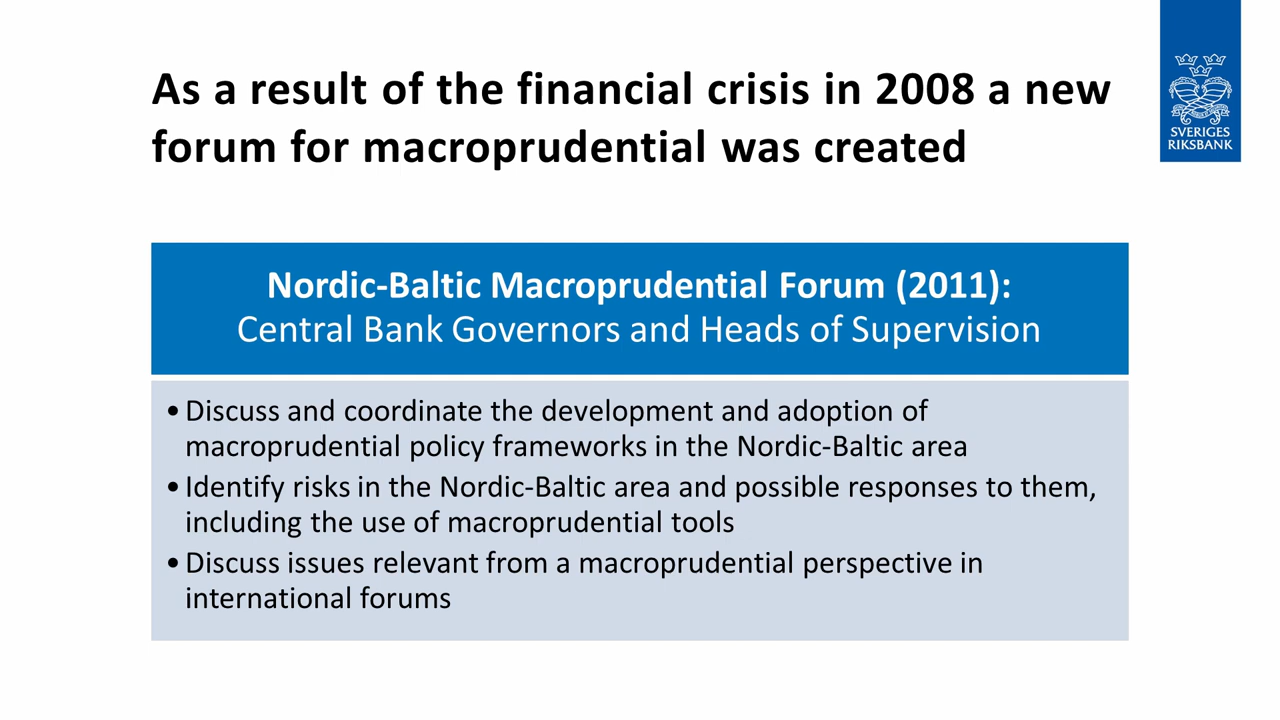 As a result of the financial crisis in 2008 a new
forum for macroprudential was created
SVERIGES
RIKSBANK
Nordic-Baltic Macroprudential Forum (2011):
Central Bank Governors and Heads of Supervision
•Discuss and coordinate the development and adoption of
macroprudential policy frameworks in the Nordic-Baltic area
•Identify risks in the Nordic-Baltic area and possible responses to them,
including the use of macroprudential tools
•Discuss issues relevant from a macroprudential perspective in
international forums